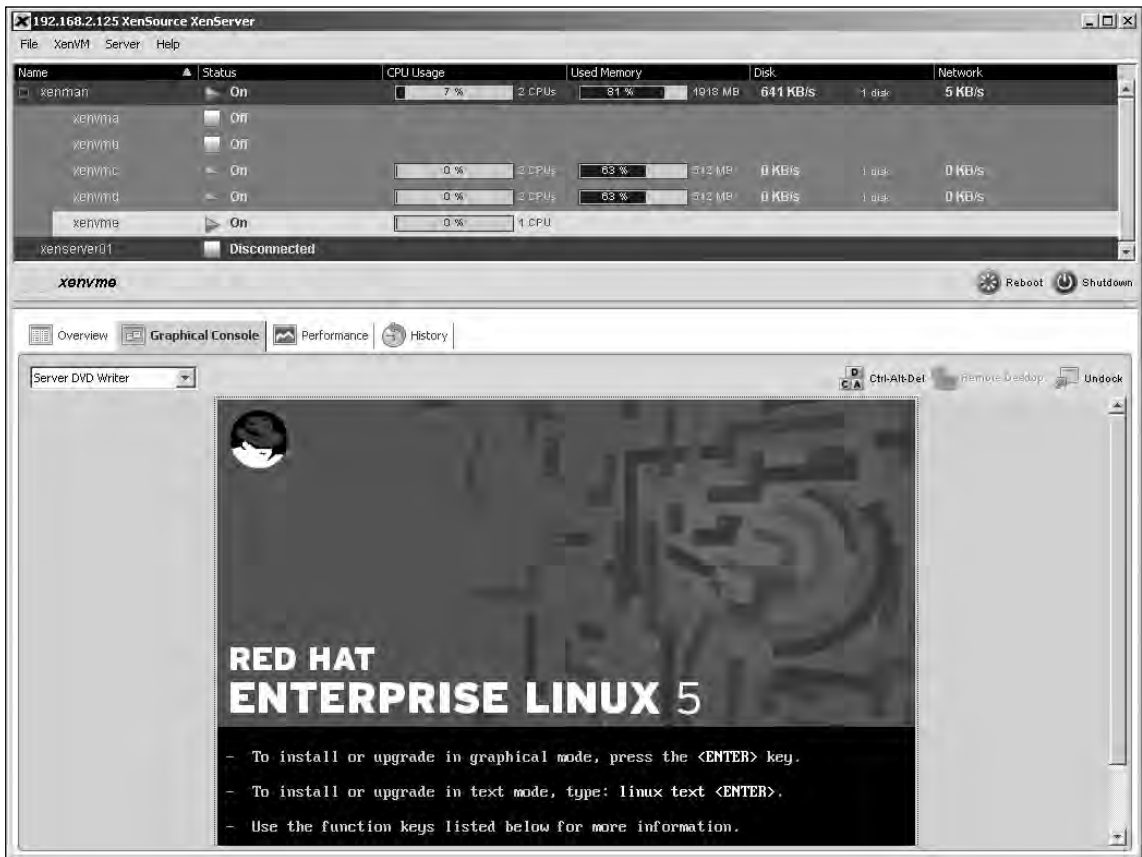 192.168.2.125 XenSource XenServer
File XenVM Server Help
Name Status CPU Usage Used Memory Disk Network
xenman On 7 % 2 CPUs 81 % 1918 MB 641 KB/s 1 disk 5 KB/s
xenvma Off
xenvmb Off
xenvmc On 0 % 2 CPUs 63 % 512 MB 0 KB/s 1 disk 0 KB/s
xenvmd On 0 % 2 CPUs 63 % 512 MB 0 KB/s 1 disk 0 KB/s
xenvme On 0 % 1 CPU
xenserver01 Disconnected
xenvme Reboot Shutdown
Overview Graphical Console Performance History
Server DVD Writer D C A Ctrl-Alt-Del Remote Desktop Undock
RED HAT
ENTERPRISE LINUX 5
- To install or upgrade in graphical mode, press the <ENTER> key.
- To install or upgrade in text mode, type: linux text <ENTER>.
- Use the function keys listed below for more information.